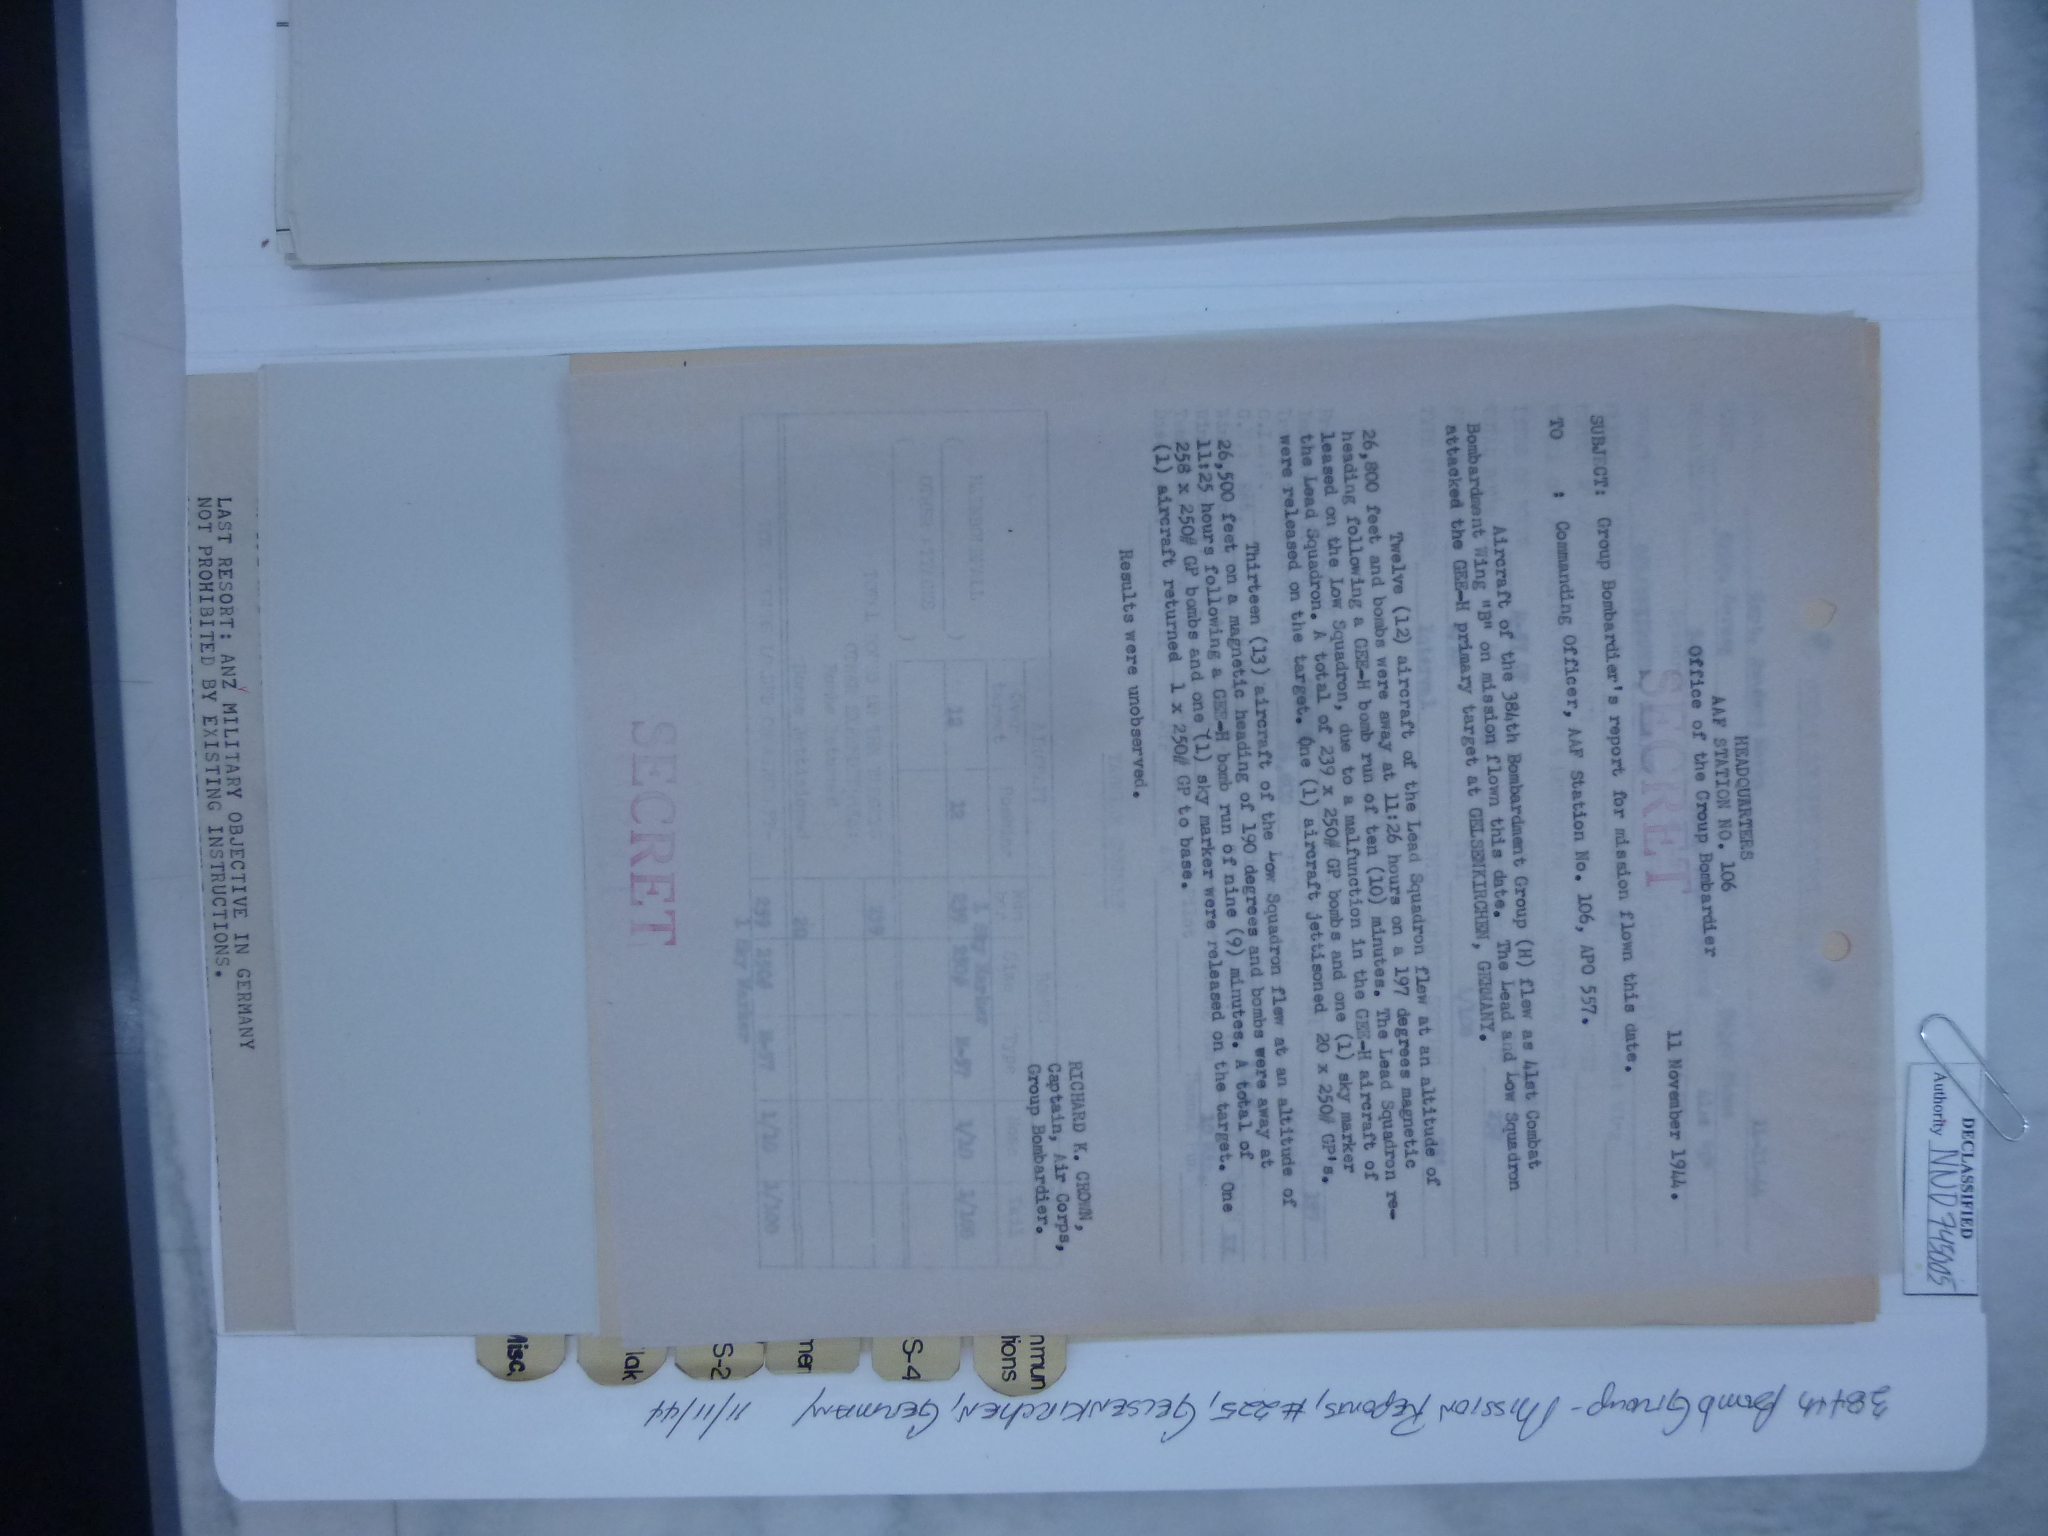 DECLASSIFIED
Authority NND 745005
SECRET
HEADQUARTERS
AAF STATION NO. 106
Office of the Group Bombardier
11 November 1944.
SUBJECT: Group Bombardier's report for mission flown this date.
TO : Commanding Officer, AAF Station No. 106, APO 557.
Aircraft of the 384th Bombardment Group (H) flew as 41st Combat
Bombardment Wing "B" on mission flown this date. The Lead and Low Squadron
attacked the GEE-H primary target at GELSENKIRCHEN, GERMANY.
Twelve (12) aircraft of the Lead Squadron flew at an altitude of
26,800 feet and bombs were away at 11:26 hours on a 197 degrees magnetic
heading following a GEE-H bomb run of ten (10) minutes. The Lead Squadron re-
leased on the Low Squadron, due to a malfunction in the GEE-H aircraft of
the Lead Squadron. A total of 239 x 250# GP bombs and one (1) sky marker
were released on the target. One (1) aircraft jettisoned 20 x 250# GP's.
Thirteen (13) aircraft of the Low Squadron flew at an altitude of
26,500 feet on a magnetic heading of 190 degrees and bombs were away at
11:25 hours following a GEE-H bomb run of nine (9) minutes. A total of
258 x 250# GP bombs and one (1) sky marker were released on the target. One
(1) aircraft returned 1 x 250# GP to base.
Results were unobserved.
RICHARD K. CROWN,
Captain, Air Corps,
Group Bombardier.
SECRET
LAST RESORT: ANZ MILITARY OBJECTIVE IN GERMANY
NOT PROHIBITED BY EXISTING INSTRUCTIONS.
mmun
tions
S-4
mer
S-2
lak
Misc.
384th Bomb Group - Mission Reports, #225, Gelsenkirchen, Germany 11/11/44